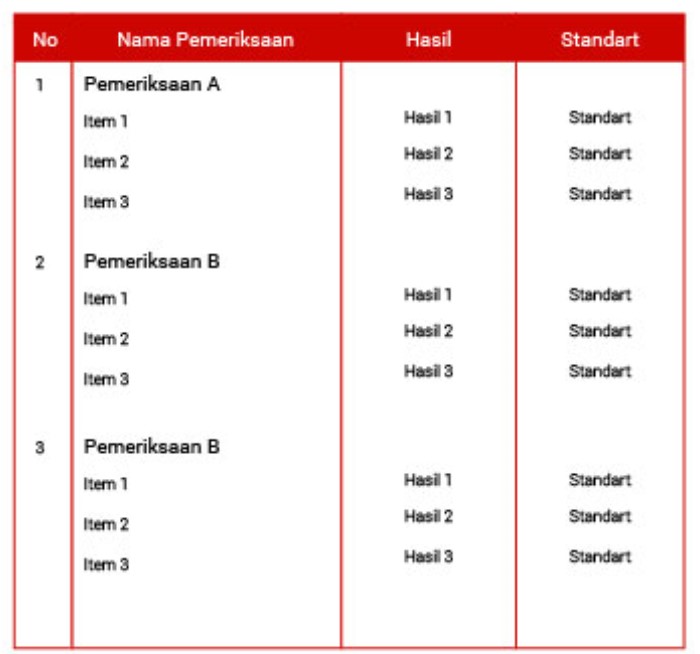 No Nama Pemeriksaan Hasil Standart
1 Pemeriksaan A
Item 1 Hasil 1 Standart
Item 2 Hasil 2 Standart
Item 3 Hasil 3 Standart
2 Pemeriksaan B
Item 1 Hasil 1 Standart
Item 2 Hasil 2 Standart
Item 3 Hasil 3 Standart
3 Pemeriksaan B
Item 1 Hasil 1 Standart
Item 2 Hasil 2 Standart
Item 3 Hasil 3 Standart